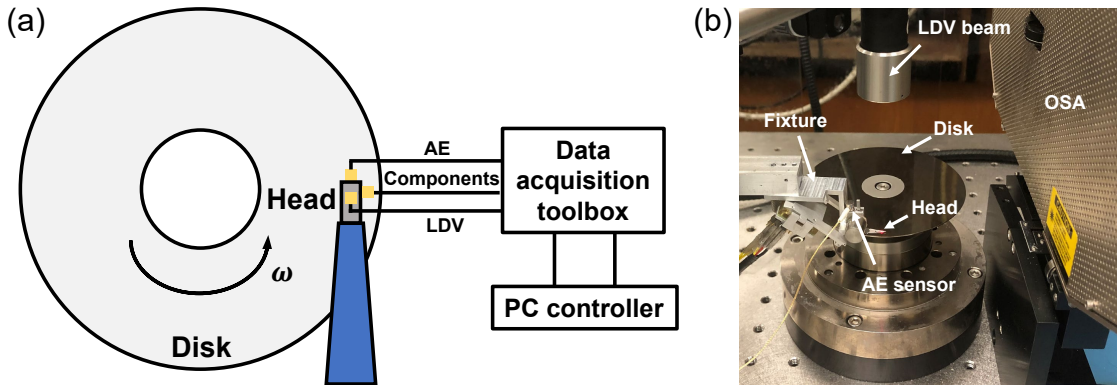 (a)
Head
AE
Components
LDV
Data
acquisition
toolbox
PC controller
ω
Disk
(b)
LDV beam
OSA
Fixture
Disk
Head
AE sensor